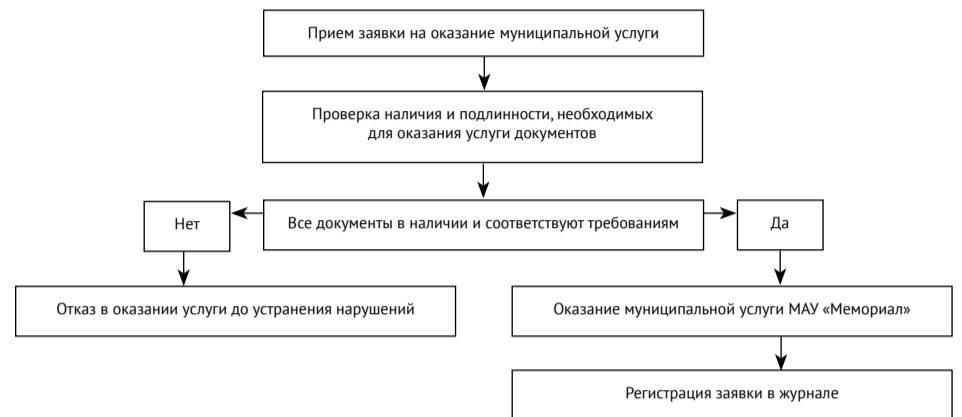 Прием заявки на оказание муниципальной услуги
Проверка наличия и подлинности, необходимых
для оказания услуги документов
Нет
Все документы в наличии и соответствуют требованиям
Да
Отказ в оказании услуги до устранения нарушений
Оказание муниципальной услуги МАУ «Мемориал»
Регистрация заявки в журнале